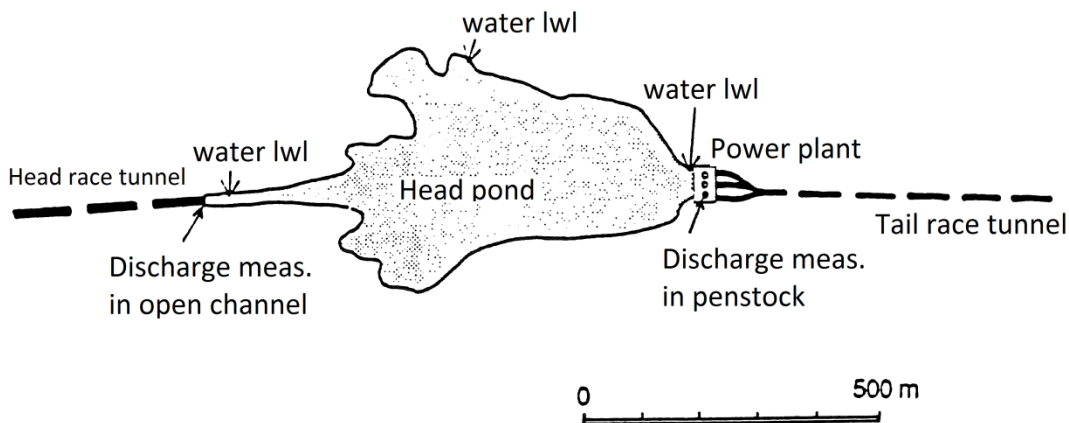 water lwl
water lwl
water lwl
Power plant
Head race tunnel
Head pond
Tail race tunnel
Discharge meas.
in open channel
Discharge meas.
in penstock
0
500 m